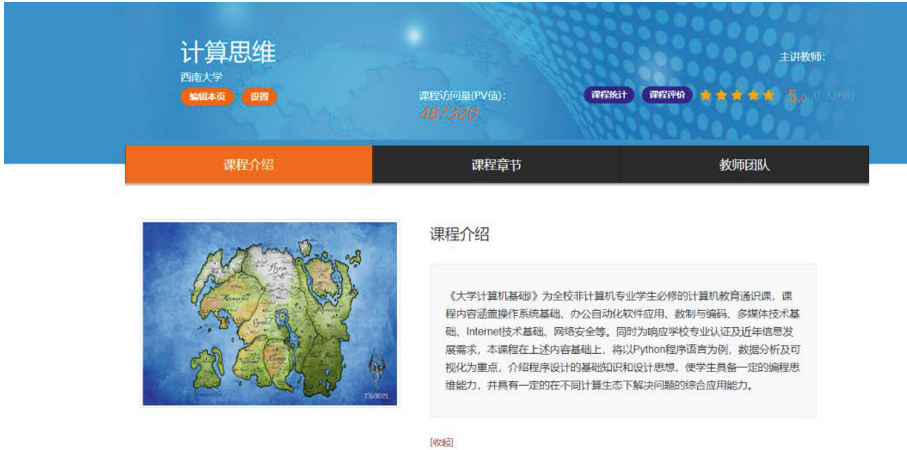 计算思维
西南大学
编辑本页 设置
主讲教师:
课程访问量(PV值):
487320
课程统计 课程评价 5.0
课程介绍 课程章节 教师团队
课程介绍
《大学计算机基础》为全校非计算机专业学生必修的计算机教育通识课，课
程内容涵盖操作系统基础、办公自动化软件应用、数制与编码、多媒体技术基
础、Internet技术基础、网络安全等。同时为响应学校专业认证及近年信息发
展需求，本课程在上述内容基础上，将以Python程序语言为例，数据分析及可
视化为重点，介绍程序设计的基础知识和设计思想，使学生具备一定的编程思
维能力，并具有一定的在不同计算生态下解决问题的综合应用能力。
Skyrim
Cyrodiil
TAMRIEL
[收起]